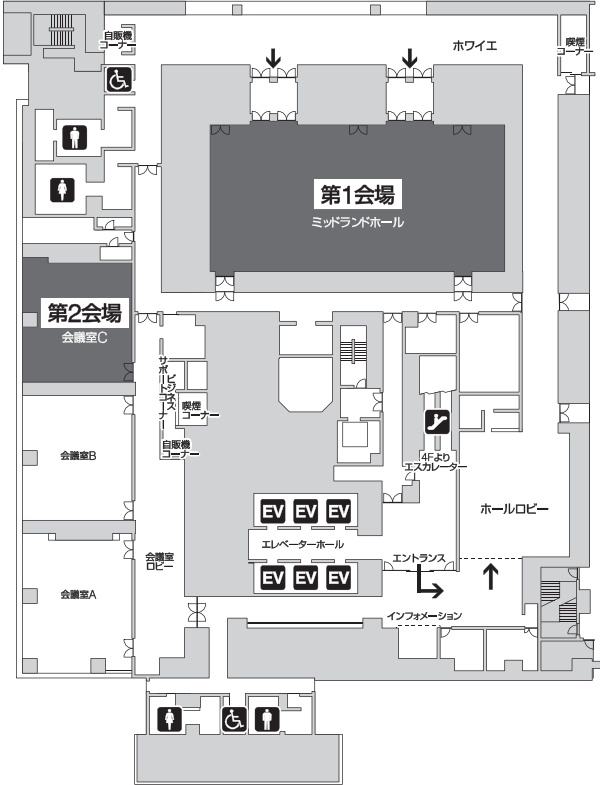 自販機
コーナー
ホワイエ
喫煙
コーナー
第1会場
ミッドランドホール
第2会場
会議室C
ビジネス
サポートコーナー
喫煙
コーナー
自販機
コーナー
会議室B
4Fより
エスカレーター
ホールロビー
EV EV EV
エレベーターホール
EV EV EV
エントランス
会議室
ロビー
会議室A
インフォメーション